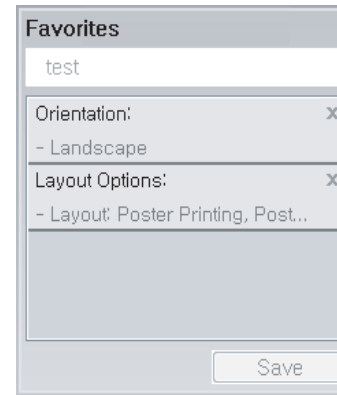 Favorites
test
Orientation: x
- Landscape
Layout Options: x
- Layout: Poster Printing, Post...
Save